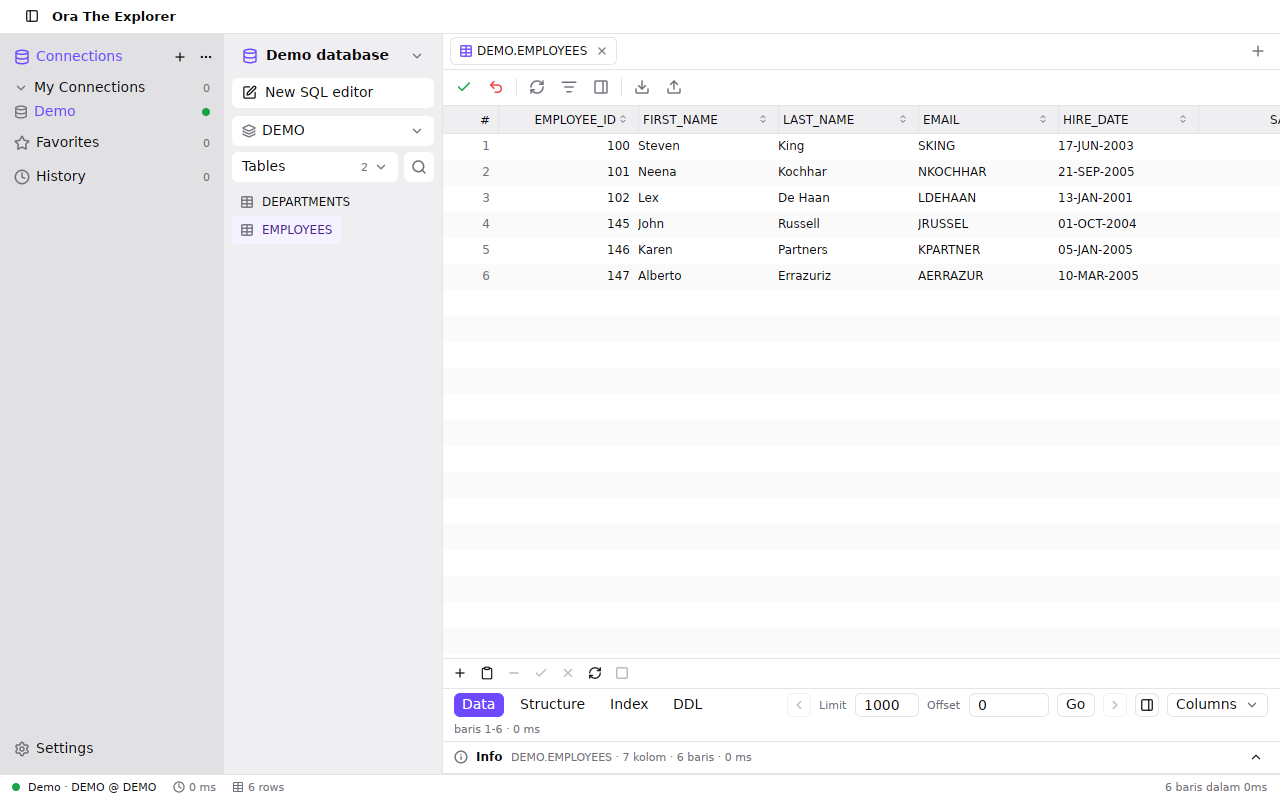 Ora The Explorer
Connections
My Connections 0
Demo
Favorites 0
History 0
Settings
Demo database
New SQL editor
DEMO
Tables 2
DEPARTMENTS
EMPLOYEES
DEMO.EMPLOYEES
# EMPLOYEE_ID FIRST_NAME LAST_NAME EMAIL HIRE_DATE SA
1 100 Steven King SKING 17-JUN-2003
2 101 Neena Kochhar NKOCHHAR 21-SEP-2005
3 102 Lex De Haan LDEHAAN 13-JAN-2001
4 145 John Russell JRUSSEL 01-OCT-2004
5 146 Karen Partners KPARTNER 05-JAN-2005
6 147 Alberto Errazuriz AERRAZUR 10-MAR-2005
Data Structure Index DDL Limit 1000 Offset 0 Go Columns
baris 1-6 · 0 ms
Info DEMO.EMPLOYEES · 7 kolom · 6 baris · 0 ms
Demo · DEMO @ DEMO 0 ms 6 rows 6 baris dalam 0ms